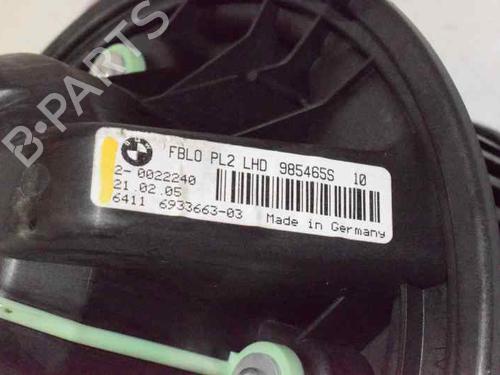 B-PARTS
FBLO PL2 LHD 985465S 10
2- 0022240
21.02.05
6411 6933663-03 Made in Germany